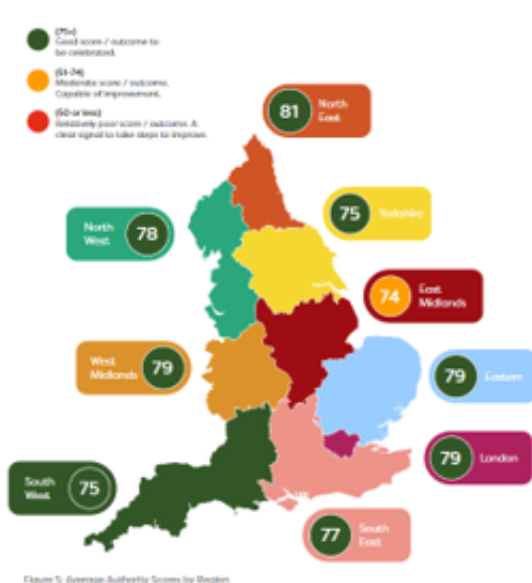 (75+)
Good score / outcome to
be celebrated.
(51-74)
Moderate score / outcome.
Capable of improvement.
(50 or less)
Relatively poor score / outcome. A
clear signal to take steps to improve.
81
North
East
75
Yorkshire
North
West
78
74
East
Midlands
West
Midlands
79
79
Eastern
79
London
South
West
75
77
South
East
Figure 5: Average Authority Scores by Region